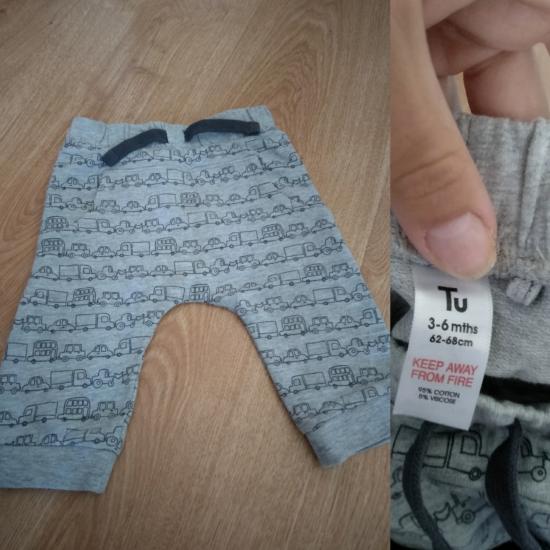 Tu
3-6 mths
62-68cm
KEEP AWAY
FROM FIRE
95% COTTON
5% VISCOSE